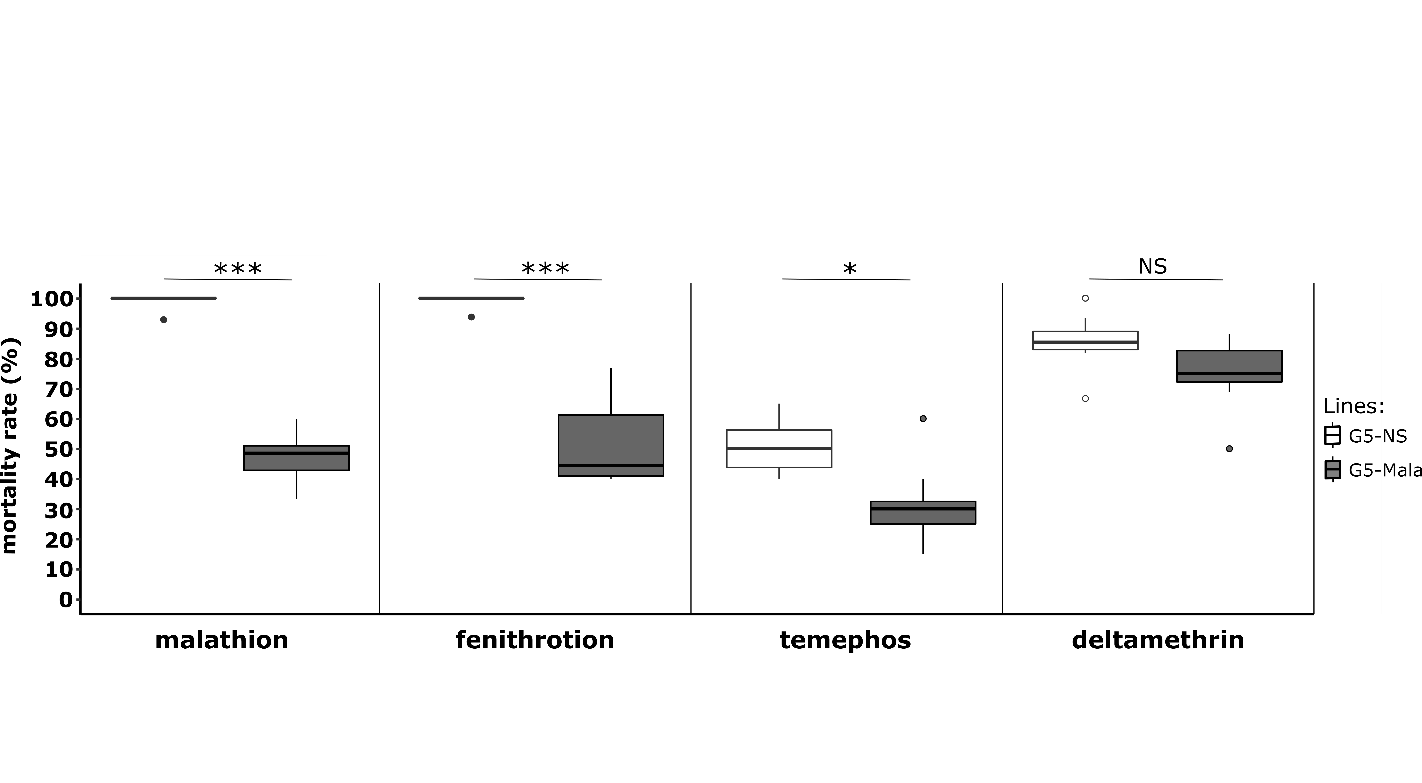 *** *** * NS
100
90
80
70
60
50
40
30
20
10
0
mortality rate (%)
malathion fenithrotion temephos deltamethrin
Lines:
G5-NS
G5-Mala